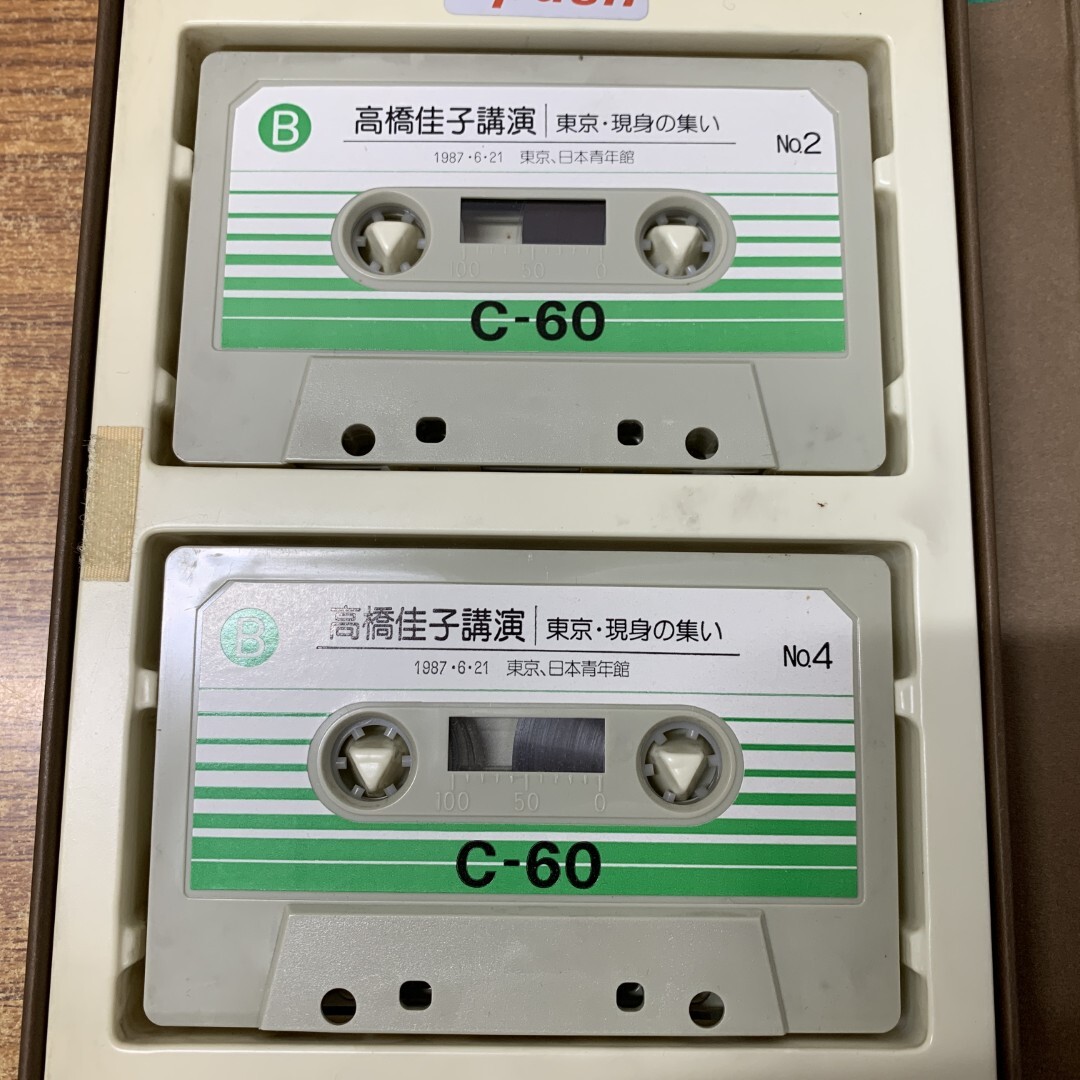 B
高橋佳子講演|東京・現身の集い
No.2
1987・6・21 東京、日本青年館
100 50 0
C-60
B
高橋佳子講演|東京・現身の集い
No.4
1987・6・21 東京、日本青年館
100 50 0
C-60